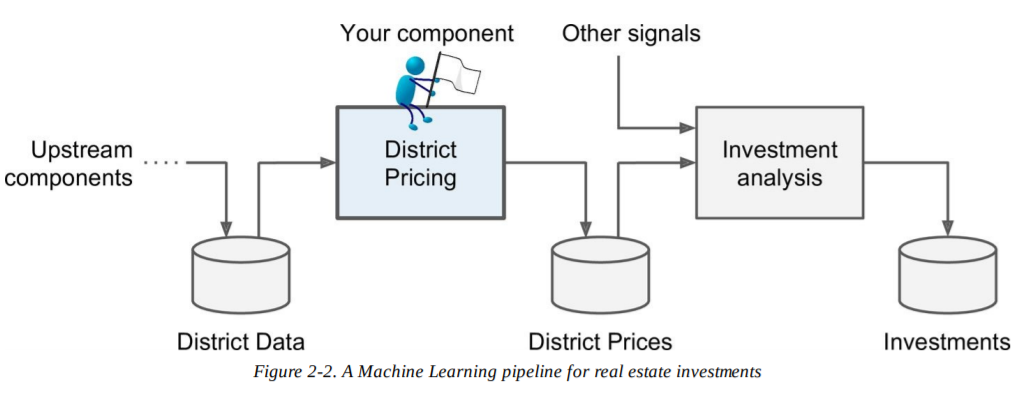 Your component
Other signals
Upstream
components
District
Pricing
Investment
analysis
District Data
District Prices
Investments
Figure 2-2. A Machine Learning pipeline for real estate investments